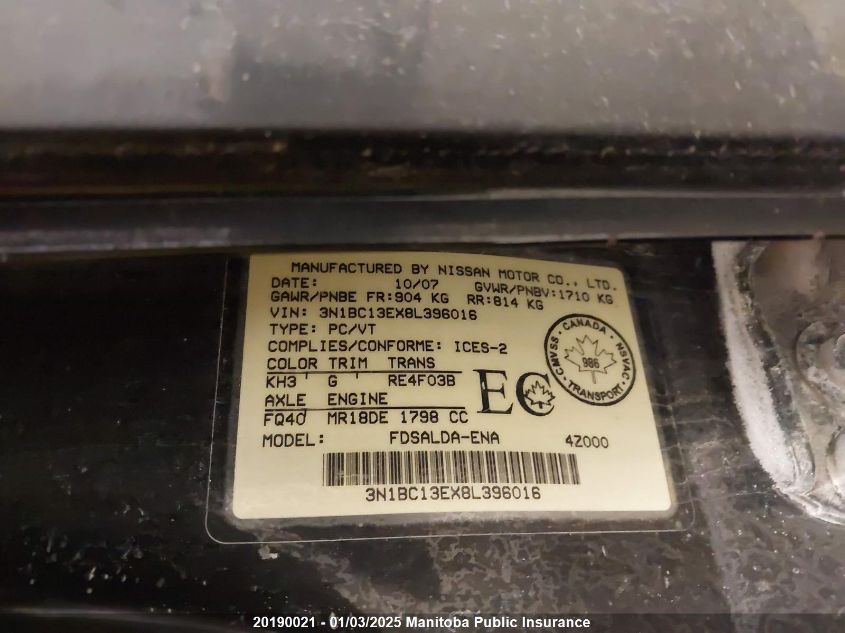 MANUFACTURED BY NISSAN MOTOR CO., LTD.
DATE: 10/07 GVWR/PNBV:1710 KG
GAWR/PNBE FR:904 KG RR:814 KG
VIN: 3N1BC13EX8L396016
TYPE: PC/VT
COMPLIES/CONFORME: ICES-2
COLOR TRIM TRANS
KH3 G RE4F03B
AXLE ENGINE
FQ40 MR18DE 1798 CC
MODEL: FDSALDA-ENA 42000
EC
CANADA
CMVSS NSVAC
986
TRANSPORT
3N1BC13EX8L396016
20190021 - 01/03/2025 Manitoba Public Insurance